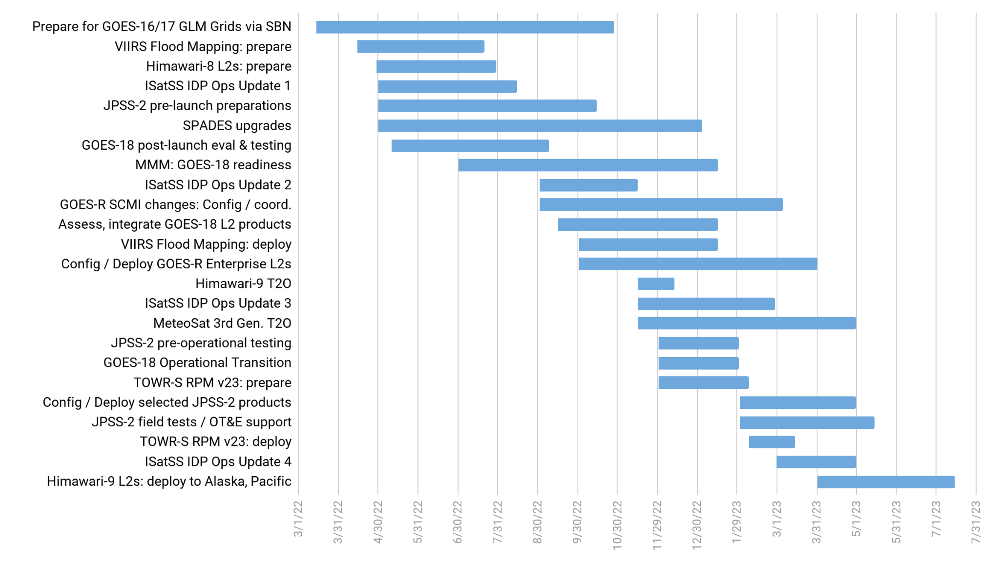 Prepare for GOES-16/17 GLM Grids via SBN
VIIRS Flood Mapping: prepare
Himawari-8 L2s: prepare
ISatSS IDP Ops Update 1
JPSS-2 pre-launch preparations
SPADES upgrades
GOES-18 post-launch eval & testing
MMM: GOES-18 readiness
ISatSS IDP Ops Update 2
GOES-R SCMI changes: Config / coord.
Assess, integrate GOES-18 L2 products
VIIRS Flood Mapping: deploy
Config / Deploy GOES-R Enterprise L2s
Himawari-9 T2O
ISatSS IDP Ops Update 3
MeteoSat 3rd Gen. T2O
JPSS-2 pre-operational testing
GOES-18 Operational Transition
TOWR-S RPM v23: prepare
Config / Deploy selected JPSS-2 products
JPSS-2 field tests / OT&E support
TOWR-S RPM v23: deploy
ISatSS IDP Ops Update 4
Himawari-9 L2s: deploy to Alaska, Pacific
3/1/22
3/31/22
4/30/22
5/31/22
6/30/22
7/31/22
8/30/22
9/30/22
10/30/22
11/29/22
12/30/22
1/29/23
3/1/23
3/31/23
5/1/23
5/31/23
7/1/23
7/31/23